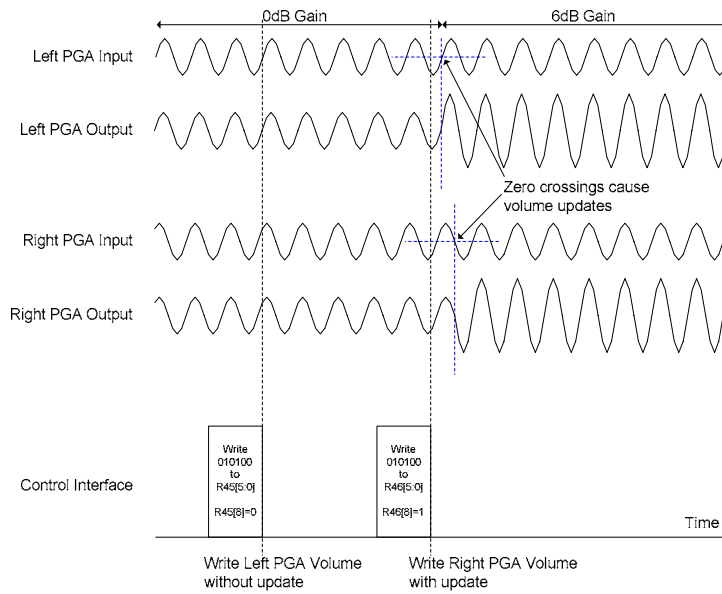 0dB Gain
6dB Gain
Left PGA Input
Left PGA Output
Zero crossings cause
volume updates
Right PGA Input
Right PGA Output
Write
010100
to
R45[5:0]
R45[8]=0
Write
010100
to
R46[5:0]
R46[8]=1
Control Interface
Time
Write Left PGA Volume
without update
Write Right PGA Volume
with update